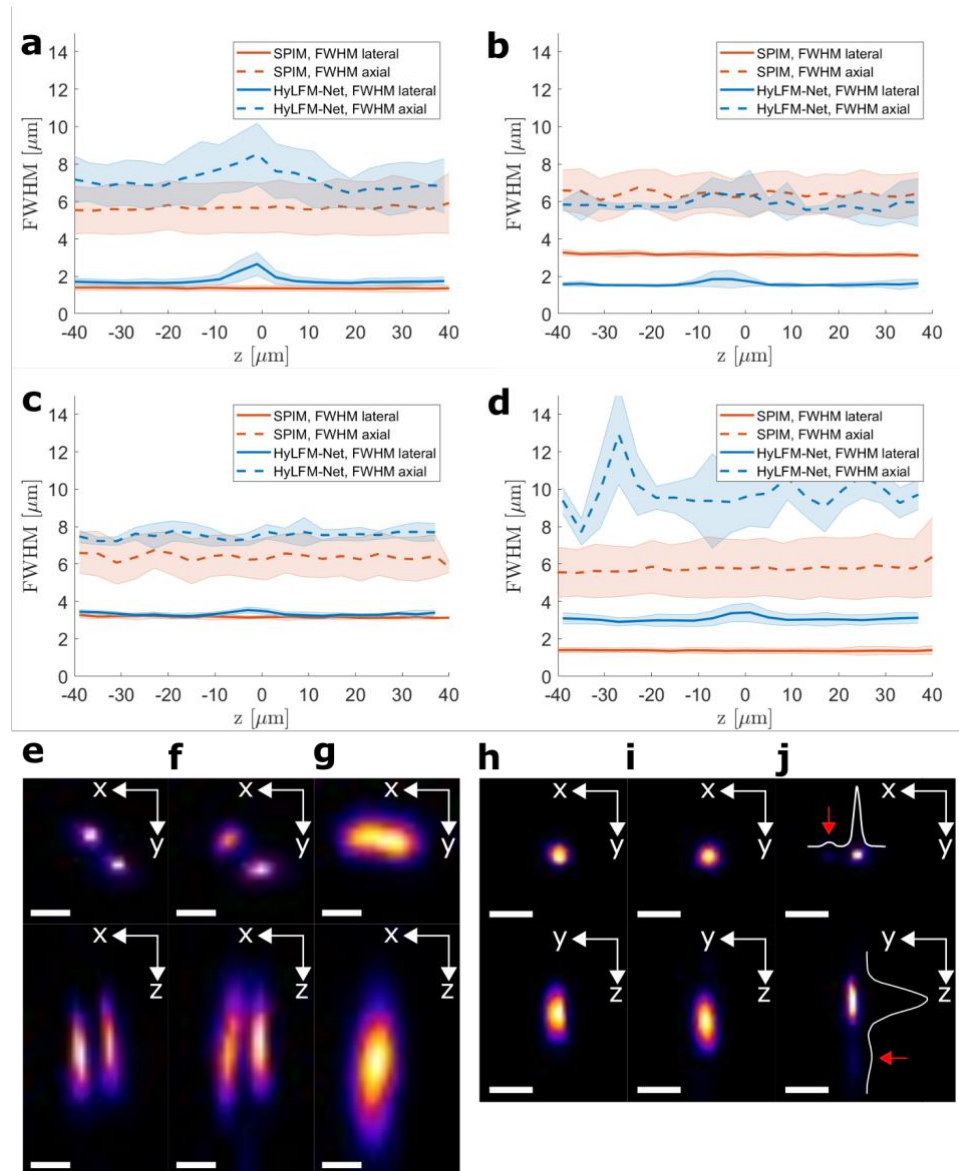 a
SPIM, FWHM lateral
SPIM, FWHM axial
HyLFM-Net, FWHM lateral
HyLFM-Net, FWHM axial
FWHM [μm]
14
12
10
8
6
4
2
0
-40 -30 -20 -10 0 10 20 30 40
z [μm]
b
SPIM, FWHM lateral
SPIM, FWHM axial
HyLFM-Net, FWHM lateral
HyLFM-Net, FWHM axial
FWHM [μm]
14
12
10
8
6
4
2
0
-40 -30 -20 -10 0 10 20 30 40
z [μm]
c
SPIM, FWHM lateral
SPIM, FWHM axial
HyLFM-Net, FWHM lateral
HyLFM-Net, FWHM axial
FWHM [μm]
14
12
10
8
6
4
2
0
-40 -30 -20 -10 0 10 20 30 40
z [μm]
d
SPIM, FWHM lateral
SPIM, FWHM axial
HyLFM-Net, FWHM lateral
HyLFM-Net, FWHM axial
FWHM [μm]
14
12
10
8
6
4
2
0
-40 -30 -20 -10 0 10 20 30 40
z [μm]
e f g h i j
x x x x x x
y y y y y y
x x x y y y
z z z z z z